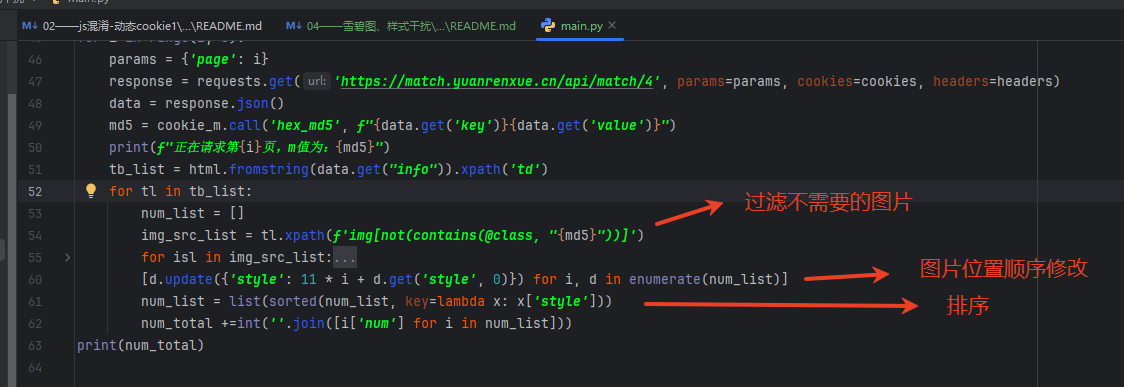 main.py
02——js混淆-动态cookie1\...\README.md
04——雪碧图、样式干扰\...\README.md
main.py
46 params = {'page': i}
47 response = requests.get( url: 'https://match.yuanrenxue.cn/api/match/4', params=params, cookies=cookies, headers=headers)
48 data = response.json()
49 md5 = cookie_m.call('hex_md5', f"{data.get('key')}{data.get('value')}")
50 print(f"正在请求第{i}页，m值为：{md5}")
51 tb_list = html.fromstring(data.get("info")).xpath('td')
52 for tl in tb_list:
53 num_list = []
过滤不需要的图片
54 img_src_list = tl.xpath(f'img[not(contains(@class, "{md5}"))]')
55 for isl in img_src_list:...
60 [d.update({'style': 11 * i + d.get('style', 0)}) for i, d in enumerate(num_list)]
图片位置顺序修改
61 num_list = list(sorted(num_list, key=lambda x: x['style']))
排序
62 num_total +=int(''.join([i['num'] for i in num_list]))
63 print(num_total)
64